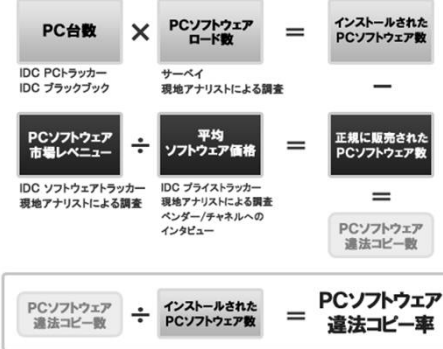 PC台数
×
PCソフトウェア
ロード数
=
インストールされた
PCソフトウェア数
IDC PCトラッカー
IDC ブラックブック
サーベイ
現地アナリストによる調査
−
PCソフトウェア
市場レベニュー
÷
平均
ソフトウェア価格
=
正規に販売された
PCソフトウェア数
IDC ソフトウェアトラッカー
現地アナリストによる調査
IDC プライストラッカー
現地アナリストによる調査
ベンダー/チャネルへの
インタビュー
=
PCソフトウェア
違法コピー数
PCソフトウェア
違法コピー数
÷
インストールされた
PCソフトウェア数
=
PCソフトウェア
違法コピー率